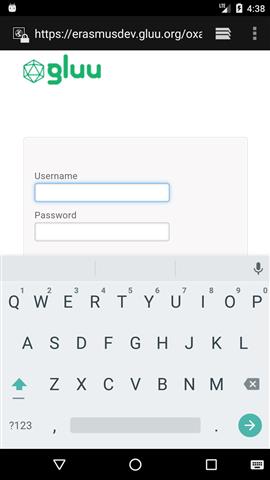 4:38
https://erasmusdev.gluu.org/oxa
gluu
Username
Password
1 2 3 4 5 6 7 8 9 0
Q W E R T Y U I O P
A S D F G H J K L
Z X C V B N M
?123 , .